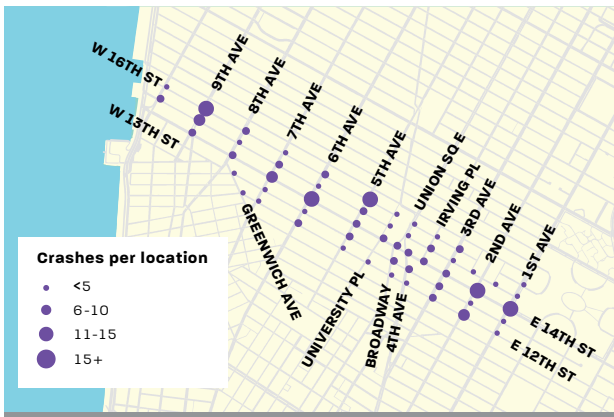 W 16TH ST
W 13TH ST
9TH AVE
8TH AVE
7TH AVE
6TH AVE
5TH AVE
UNION SQ E
IRVING PL
3RD AVE
2ND AVE
1ST AVE
GREENWICH AVE
UNIVERSITY PL
BROADWAY
4TH AVE
E 14TH ST
E 12TH ST
Crashes per location
<5
6-10
11-15
15+